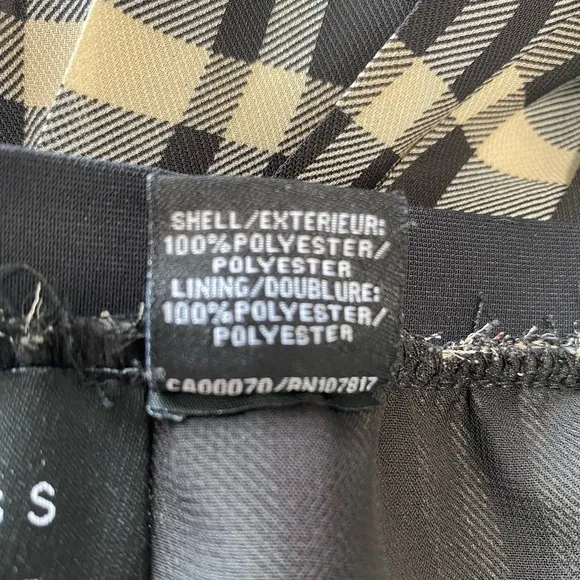 SHELL/EXTERIEUR:
100%POLYESTER/
POLYESTER
LINING/DOUBLURE:
100%POLYESTER/
POLYESTER
CA00070/RN107817
S